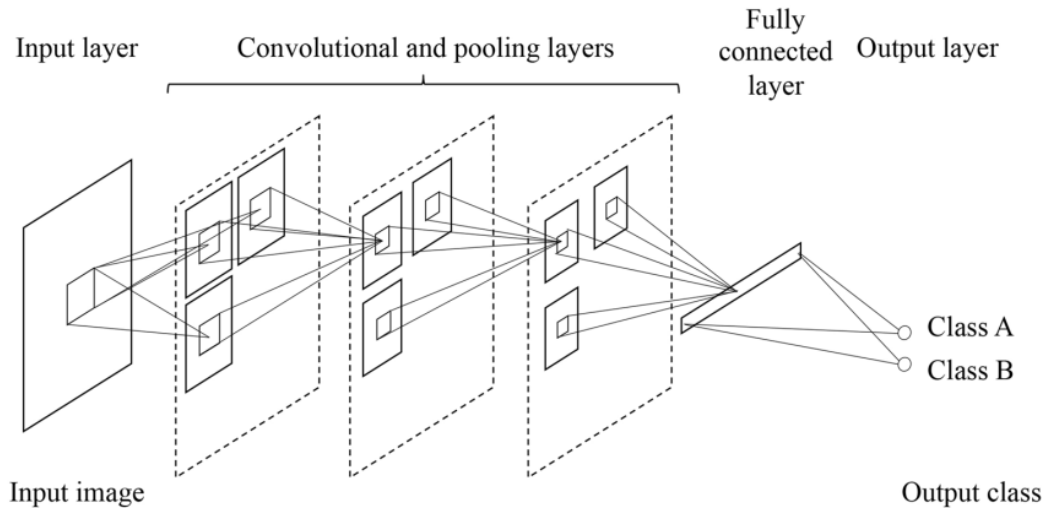 Input layer
Convolutional and pooling layers
Fully
connected
layer
Output layer
Class A
Class B
Input image
Output class